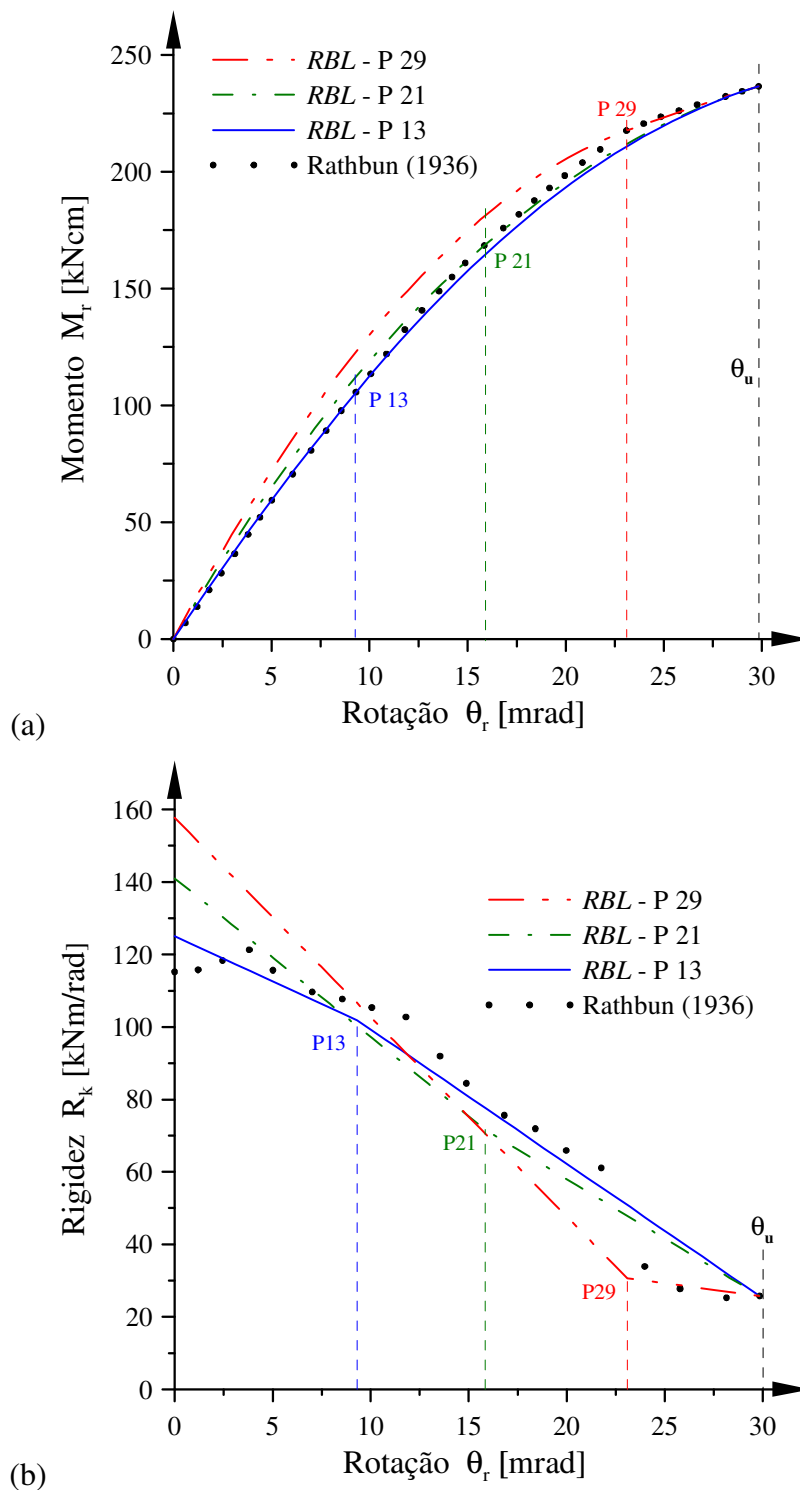 250
200
150
100
50
0
Momento M_r [kNcm]
RBL - P 29
RBL - P 21
RBL - P 13
Rathbun (1936)
P 29
P 21
P 13
θ_u
0 5 10 15 20 25 30
Rotação θ_r [mrad]
(a)
160
140
120
100
80
60
40
20
0
Rigidez R_k [kNm/rad]
RBL - P 29
RBL - P 21
RBL - P 13
Rathbun (1936)
P13
P21
P29
θ_u
0 5 10 15 20 25 30
Rotação θ_r [mrad]
(b)